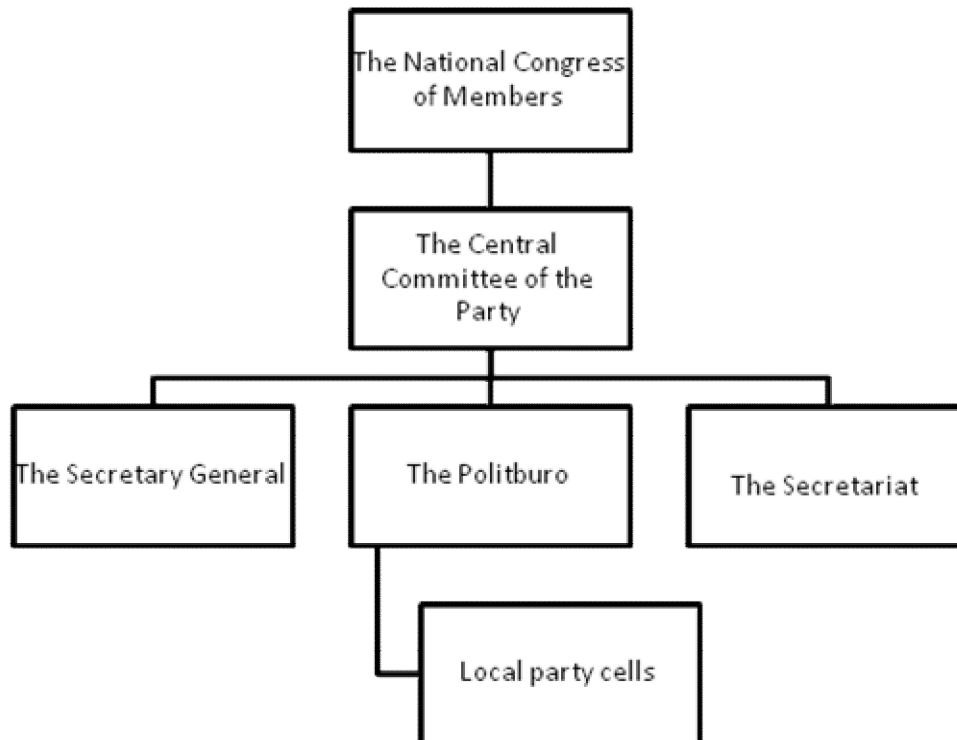 The National Congress
of Members
The Central
Committee of the
Party
The Secretary General
The Politburo
The Secretariat
Local party cells